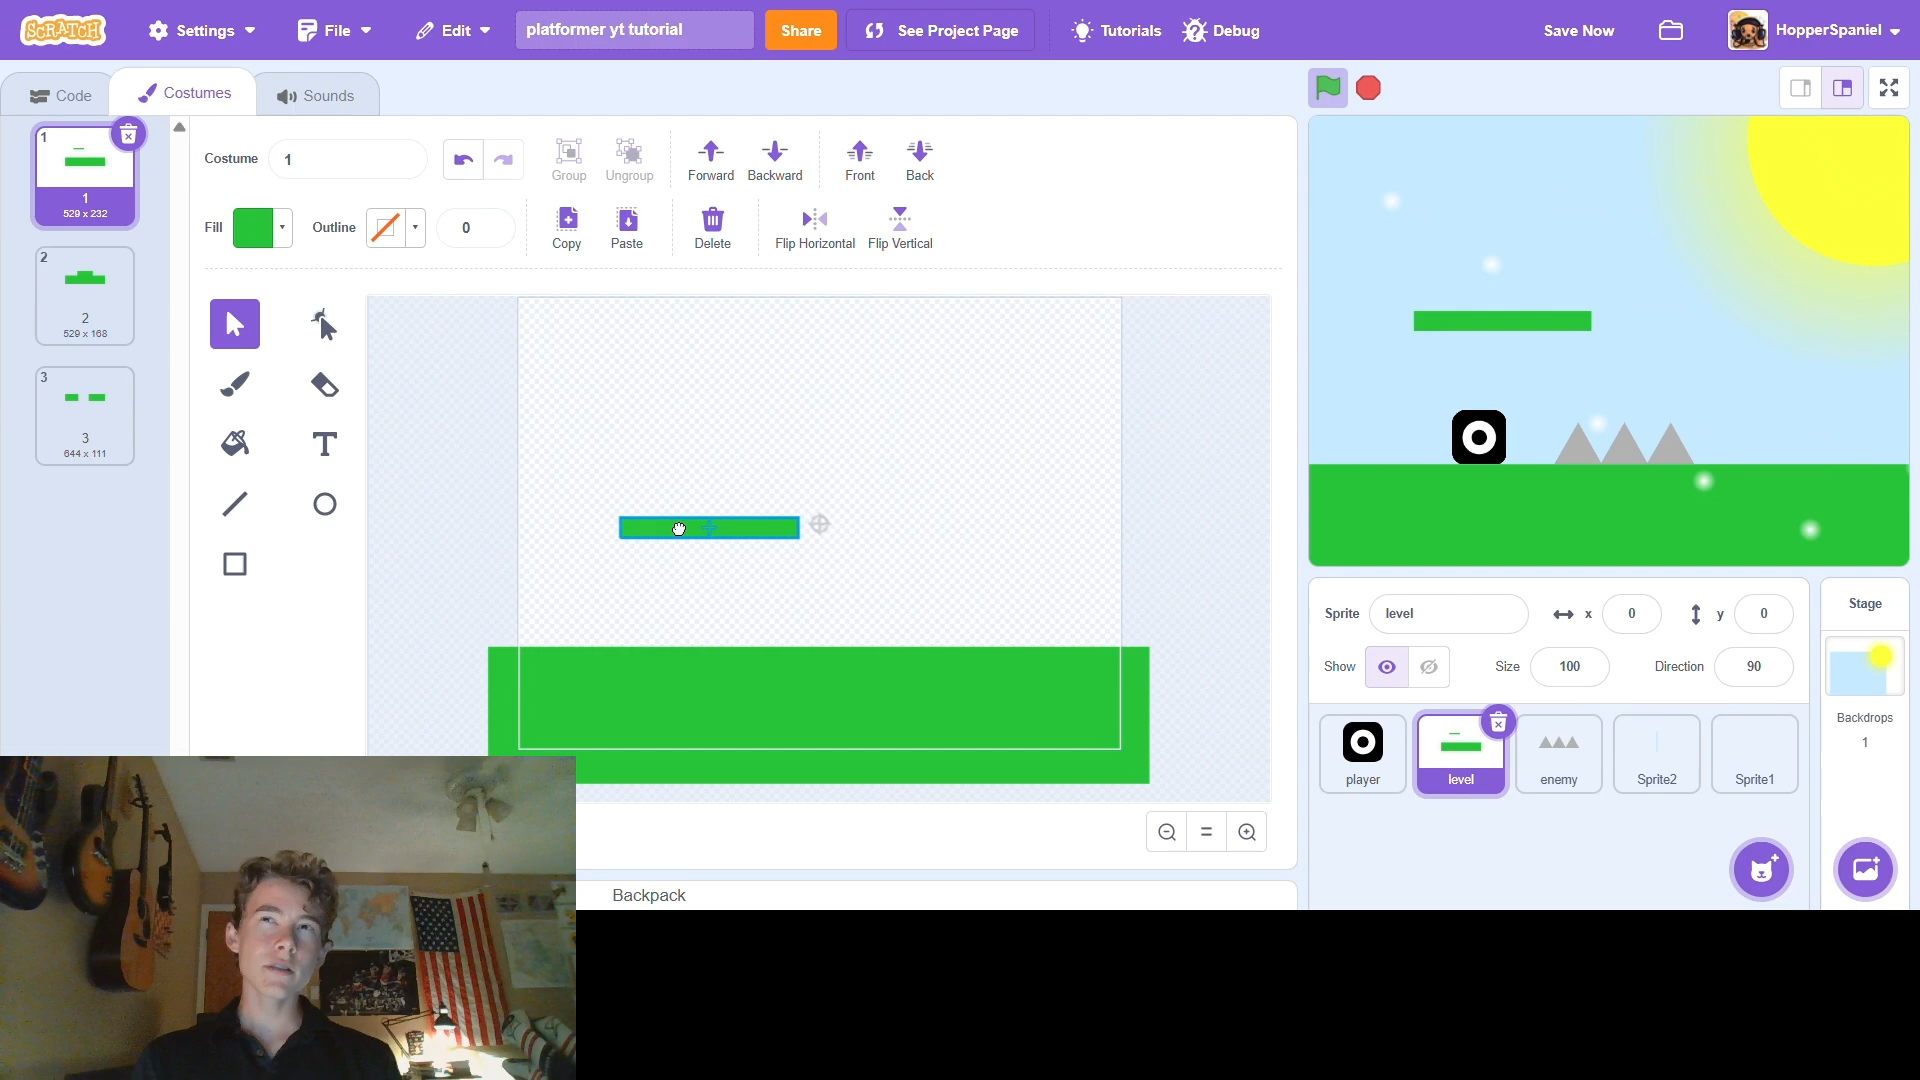 SCRATCH Settings File Edit platformer yt tutorial Share See Project Page Tutorials Debug Save Now HopperSpaniel
Code Costumes Sounds
1
1
529 x 232
2
2
529 x 168
3
3
644 x 111
Costume 1 Group Ungroup Forward Backward Front Back
Fill Outline 0 Copy Paste Delete Flip Horizontal Flip Vertical
T
Backpack
Sprite level x 0 y 0
Show Size 100 Direction 90
player level enemy Sprite2 Sprite1
Stage
Backdrops
1